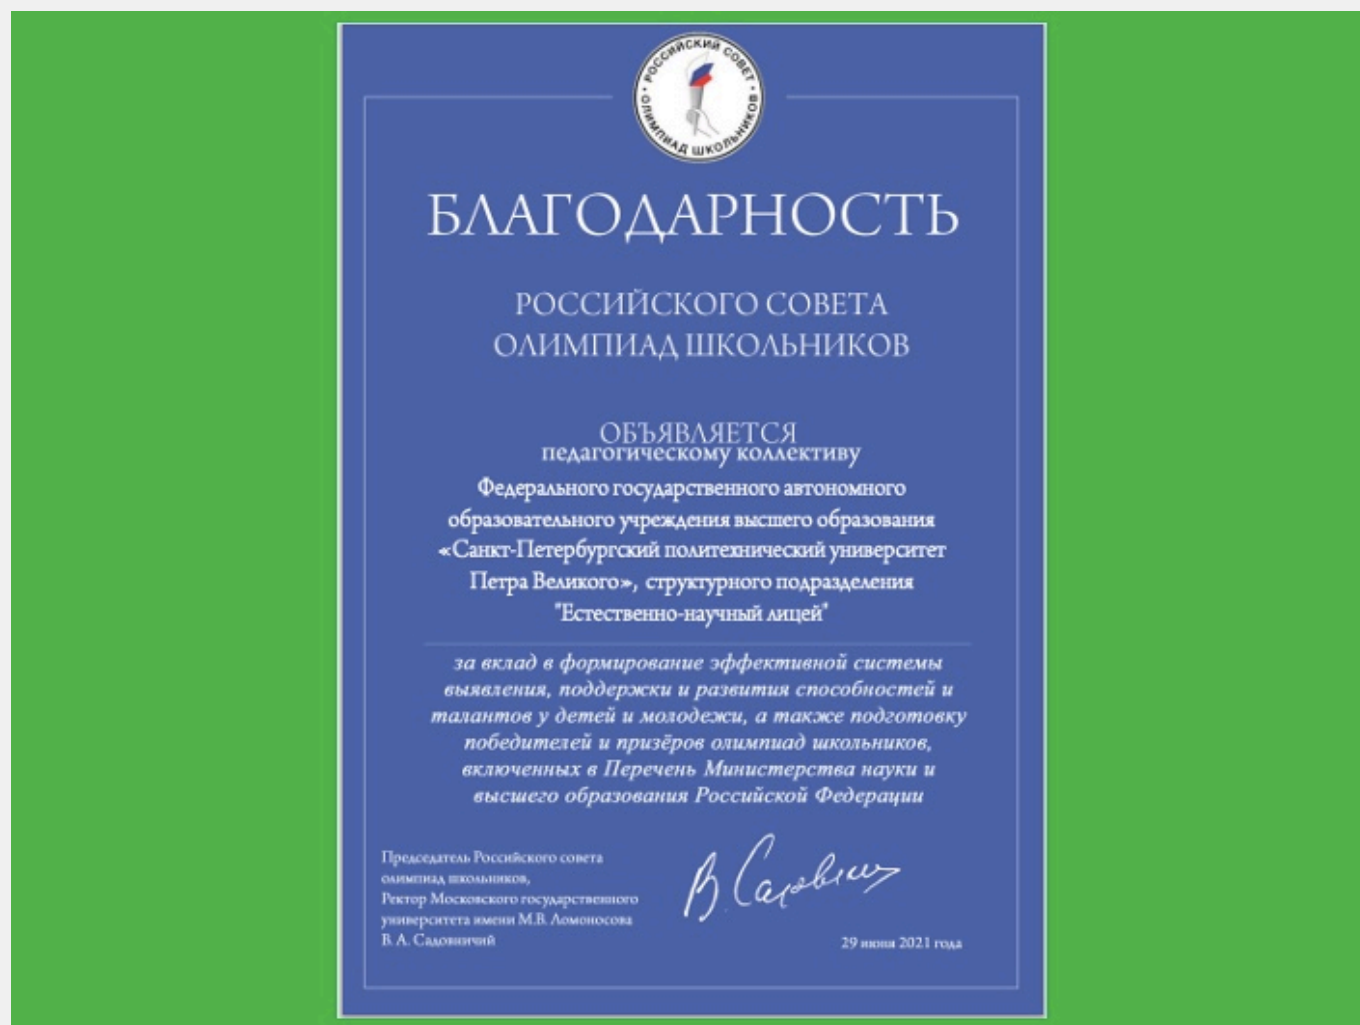 РОССИЙСКИЙ СОВЕТ
ОЛИМПИАД ШКОЛЬНИКОВ
БЛАГОДАРНОСТЬ
РОССИЙСКОГО СОВЕТА
ОЛИМПИАД ШКОЛЬНИКОВ
ОБЪЯВЛЯЕТСЯ
педагогическому коллективу
Федерального государственного автономного
образовательного учреждения высшего образования
«Санкт-Петербургский политехнический университет
Петра Великого», структурного подразделения
"Естественно-научный лицей"
за вклад в формирование эффективной системы
выявления, поддержки и развития способностей и
талантов у детей и молодежи, а также подготовку
победителей и призёров олимпиад школьников,
включенных в Перечень Министерства науки и
высшего образования Российской Федерации
Председатель Российского совета
олимпиад школьников,
Ректор Московского государственного
университета имени М.В. Ломоносова
В. А. Садовничий
29 июня 2021 года